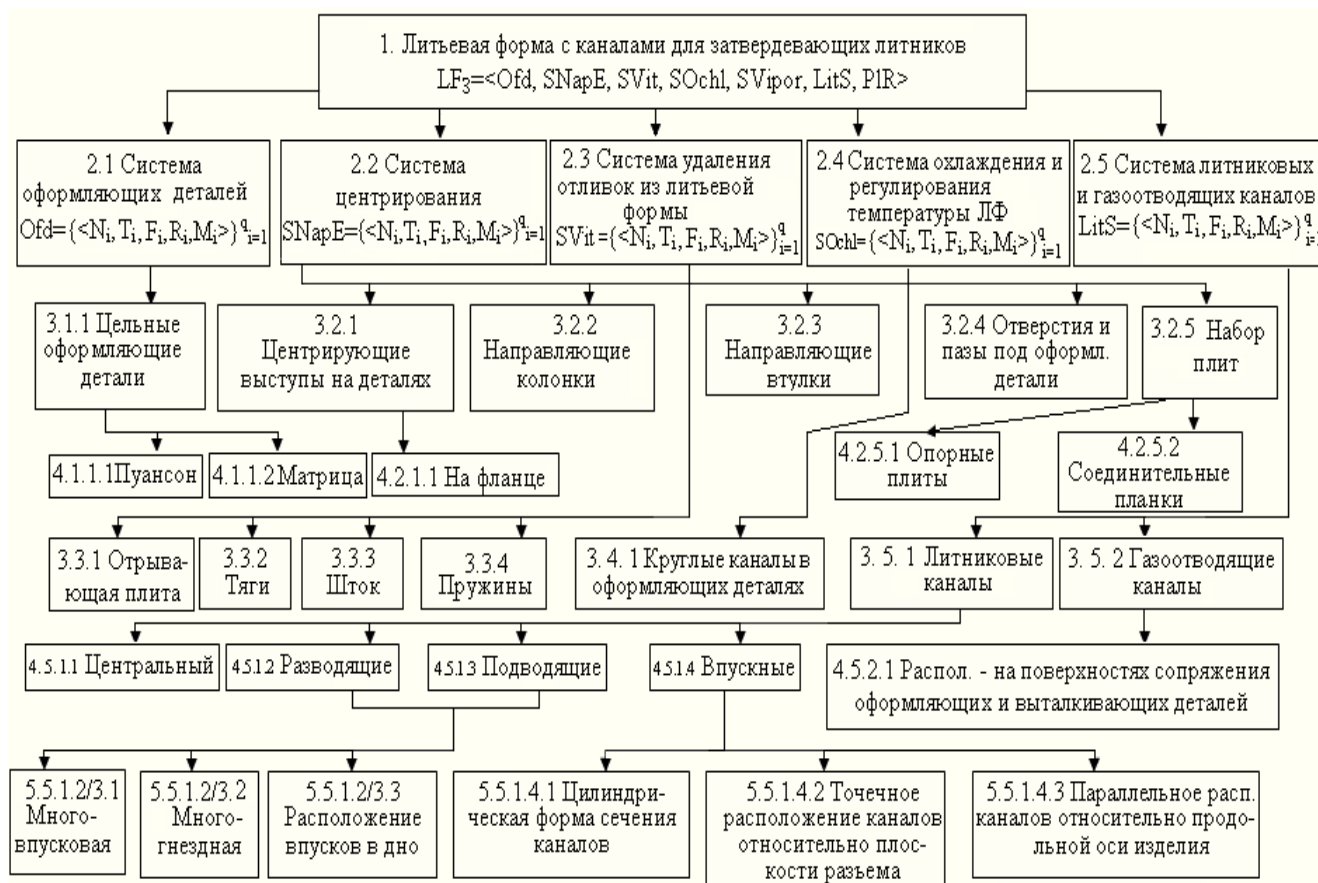 1. Литьевая форма с каналами для затвердевающих литников
LF3=<Ofd, SNapE, SVit, SOchl, SVipor, LitS, PlR>
2.1 Система
оформляющих деталей
Ofd={<Ni,Ti,Fi,Ri,Mi>}qi=1
2.2 Система
центрирования
SNapE={<Ni,Ti,Fi,Ri,Mi>}qi=1
2.3 Система удаления
отливок из литьевой
формы
SVit={<Ni,Ti,Fi,Ri,Mi>}qi=1
2.4 Система охлаждения и
регулирования
температуры ЛФ
SOchl={<Ni,Ti,Fi,Ri,Mi>}qi=1
2.5 Система литниковых
и газоотводящих каналов
LitS={<Ni,Ti,Fi,Ri,Mi>}qi=1
3.1.1 Цельные
оформляющие
детали
3.2.1
Центрирующие
выступы на деталях
3.2.2
Направляющие
колонки
3.2.3
Направляющие
втулки
3.2.4 Отверстия и
пазы под оформл.
детали
3.2.5 Набор
плит
4.1.1.1Пуансон
4.1.1.2 Матрица
4.2.1.1 На фланце
4.2.5.1 Опорные
плиты
4.2.5.2
Соединительные
планки
3.3.1 Отрыва-
ющая плита
3.3.2
Тяги
3.3.3
Шток
3.3.4
Пружины
3. 4. 1 Круглые каналы в
оформляющих деталях
3. 5. 1 Литниковые
каналы
3. 5. 2 Газоотводящие
каналы
4.5.1.1 Центральный
4.5.1.2 Разводящие
4.5.1.3 Подводящие
4.5.1.4 Впускные
4.5.2.1 Распол. - на поверхностях сопряжения
оформляющих и выталкивающих деталей
5.5.1.2/3.1
Много-
впусковая
5.5.1.2/3.2
Много-
гнездная
5.5.1.2/3.3
Расположение
впусков в дно
5.5.1.4.1 Цилиндри-
ческая форма сечения
каналов
5.5.1.4.2 Точечное
расположение каналов
относительно плос-
кости разъема
5.5.1.4.3 Параллельное расп.
каналов относительно продо-
льной оси изделия